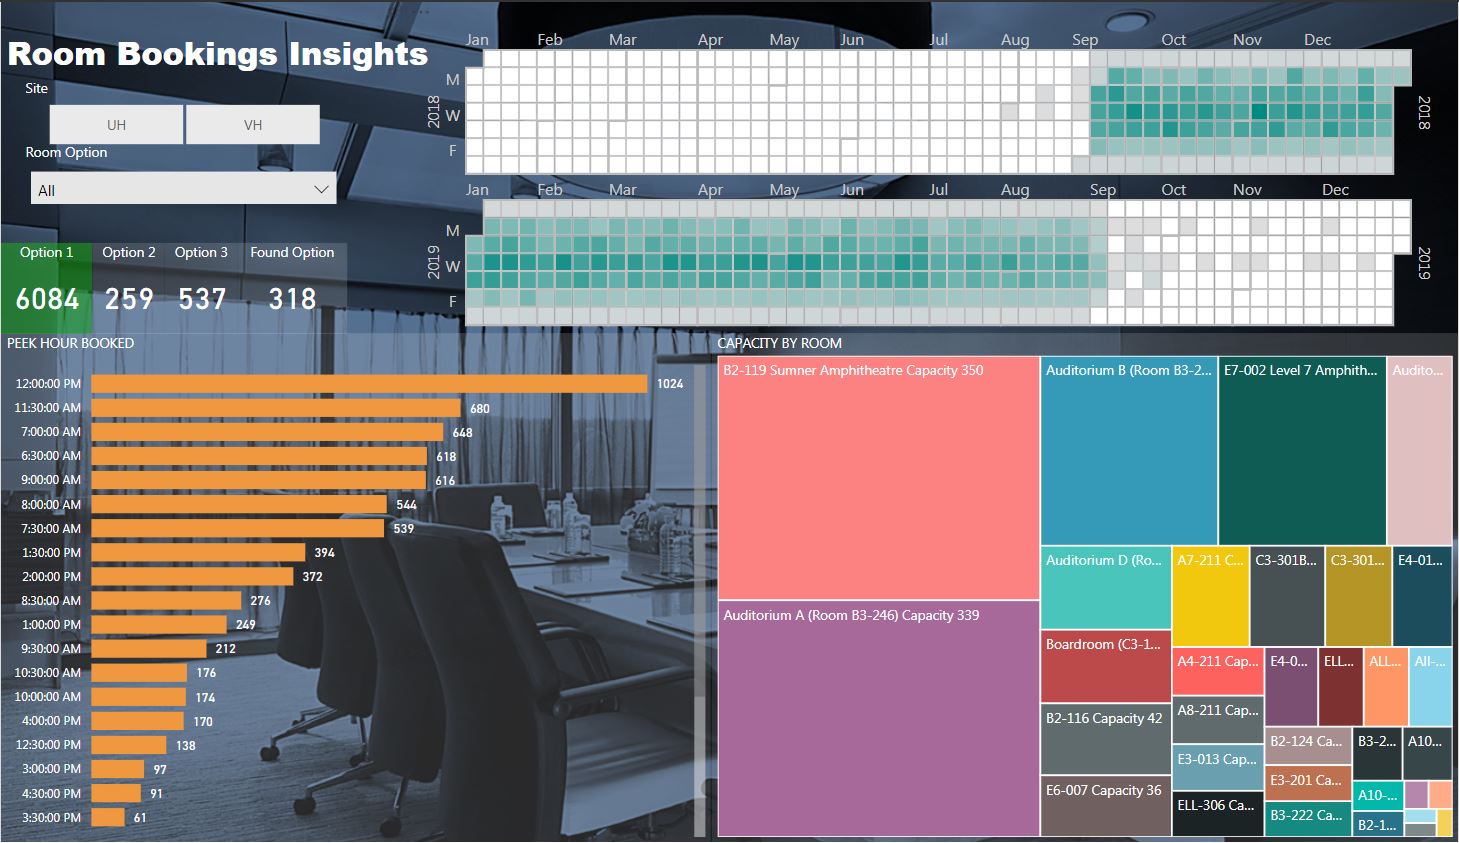 Room Bookings Insights
Site
UH
VH
Room Option
All
Option 1
Option 2
Option 3
Found Option
6084
259
537
318
Jan Feb Mar Apr May Jun Jul Aug Sep Oct Nov Dec
2018
M
W
F
2018
Jan Feb Mar Apr May Jun Jul Aug Sep Oct Nov Dec
2019
M
W
F
2019
PEEK HOUR BOOKED
12:00:00 PM 1024
11:30:00 AM 680
7:00:00 AM 648
6:30:00 AM 618
9:00:00 AM 616
8:00:00 AM 544
7:30:00 AM 539
1:30:00 PM 394
2:00:00 PM 372
8:30:00 AM 276
1:00:00 PM 249
9:30:00 AM 212
10:30:00 AM 176
10:00:00 AM 174
4:00:00 PM 170
12:30:00 PM 138
3:00:00 PM 97
4:30:00 PM 91
3:30:00 PM 61
CAPACITY BY ROOM
B2-119 Sumner Amphitheatre Capacity 350
Auditorium A (Room B3-246) Capacity 339
Auditorium B (Room B3-2...
E7-002 Level 7 Amphith...
Audito...
Auditorium D (Ro...
Boardroom (C3-1...
B2-116 Capacity 42
E6-007 Capacity 36
A7-211 C...
C3-301B...
C3-301...
E4-01...
A4-211 Cap...
A8-211 Cap...
E3-013 Cap...
ELL-306 Ca...
E4-0...
ELL...
ALL...
All-...
B2-124 Ca...
E3-201 Ca...
B3-222 Cap...
B3-2...
A10...
A10-...
B2-1...